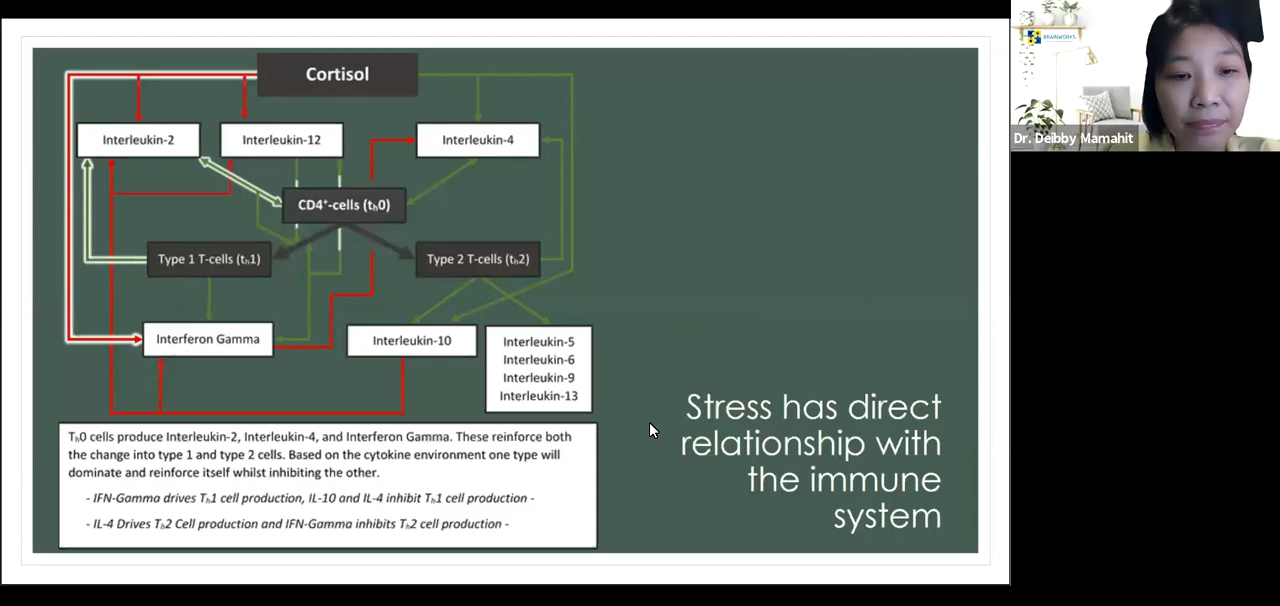 Cortisol
Interleukin-2
Interleukin-12
Interleukin-4
CD4⁺-cells (tₕ0)
Type 1 T-cells (tₕ1)
Type 2 T-cells (tₕ2)
Interferon Gamma
Interleukin-10
Interleukin-5
Interleukin-6
Interleukin-9
Interleukin-13
Tₕ0 cells produce Interleukin-2, Interleukin-4, and Interferon Gamma. These reinforce both
the change into type 1 and type 2 cells. Based on the cytokine environment one type will
dominate and reinforce itself whilst inhibiting the other.
- IFN-Gamma drives Tₕ1 cell production, IL-10 and IL-4 inhibit Tₕ1 cell production -
- IL-4 Drives Tₕ2 Cell production and IFN-Gamma inhibits Tₕ2 cell production -
Stress has direct
relationship with
the immune
system
BRAINWORKS
Dr. Deibby Mamahit